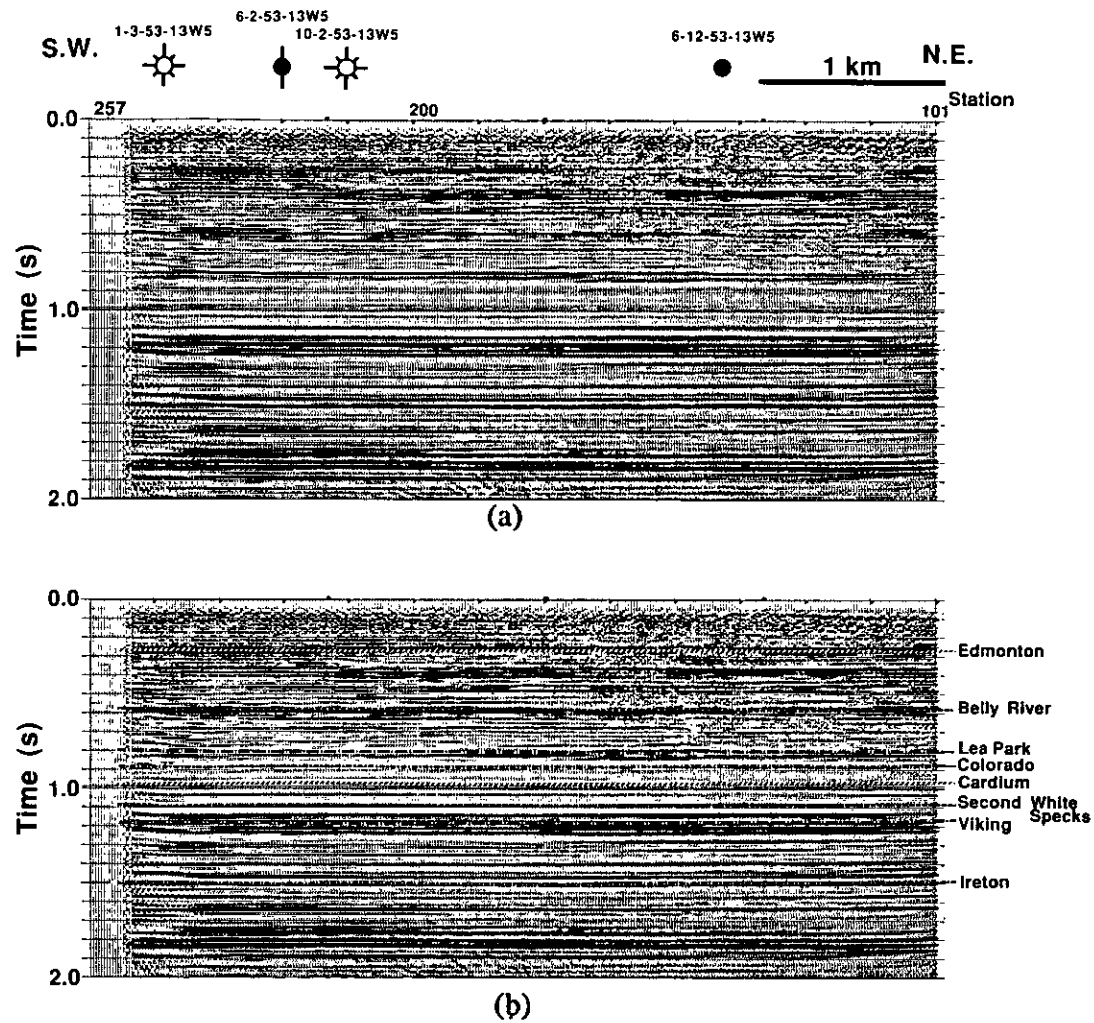 6-2-53-13W5
1-3-53-13W5
10-2-53-13W5
6-12-53-13W5
S.W.
N.E.
1 km
Station
257
200
101
0.0
Time (s)
1.0
2.0
(a)
0.0
Edmonton
Belly River
Lea Park
Colorado
Time (s)
1.0
Cardium
Second White
Specks
Viking
Ireton
2.0
(b)